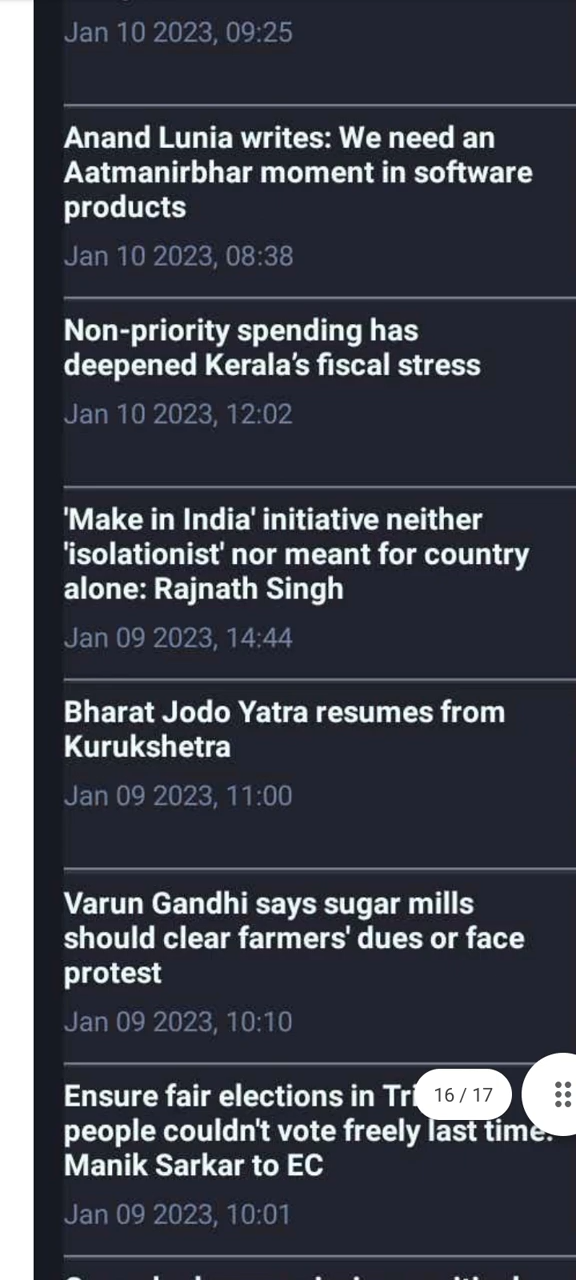 Jan 10 2023, 09:25
Anand Lunia writes: We need an
Aatmanirbhar moment in software
products
Jan 10 2023, 08:38
Non-priority spending has
deepened Kerala’s fiscal stress
Jan 10 2023, 12:02
'Make in India' initiative neither
'isolationist' nor meant for country
alone: Rajnath Singh
Jan 09 2023, 14:44
Bharat Jodo Yatra resumes from
Kurukshetra
Jan 09 2023, 11:00
Varun Gandhi says sugar mills
should clear farmers' dues or face
protest
Jan 09 2023, 10:10
Ensure fair elections in
16 / 17
people couldn't vote freely last time:
Manik Sarkar to EC
Jan 09 2023, 10:01